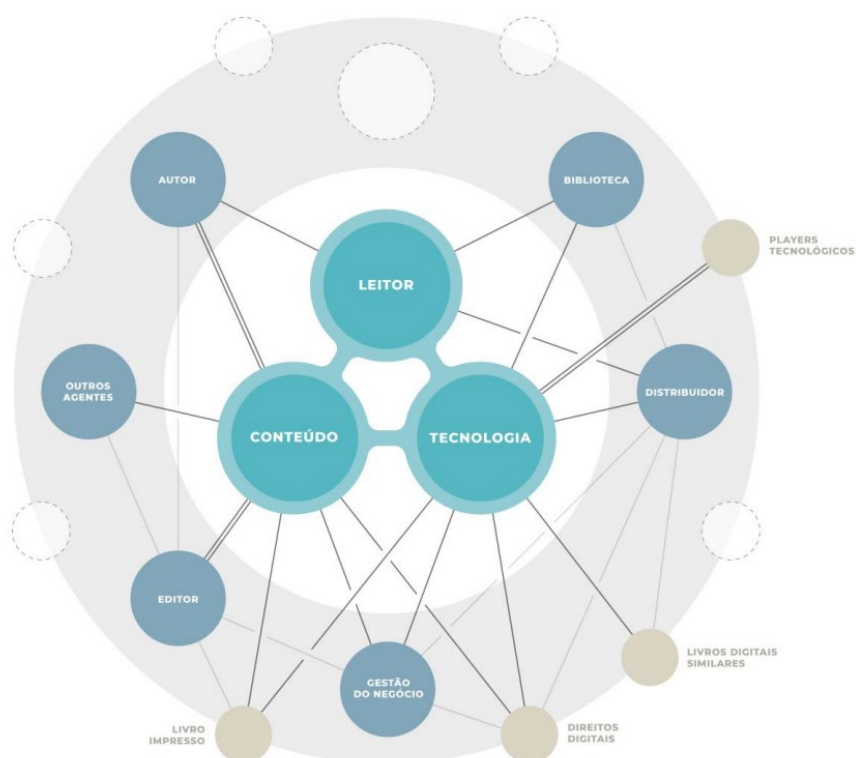 AUTOR
BIBLIOTECA
PLAYERS
TECNOLÓGICOS
LEITOR
OUTROS
AGENTES
DISTRIBUIDOR
CONTEÚDO
TECNOLOGIA
EDITOR
LIVROS DIGITAIS
SIMILARES
GESTÃO
DO NEGÓCIO
LIVRO
IMPRESSO
DIREITOS
DIGITAIS